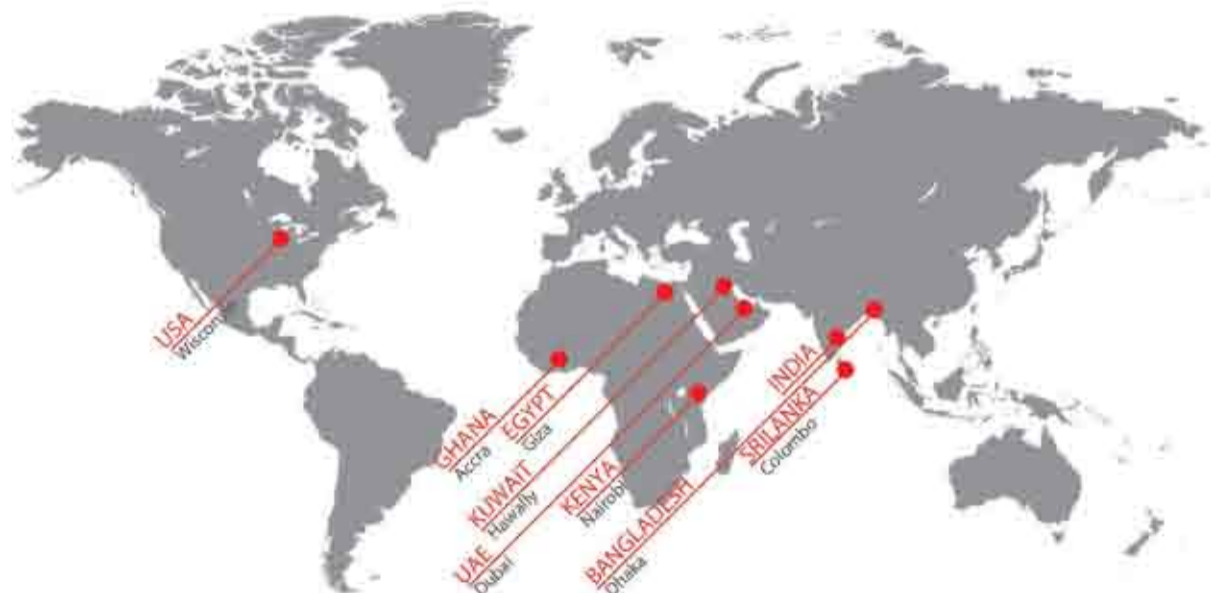 USA
Wiscon
GHANA
Accra
EGYPT
Giza
KUWAIT
Hawally
UAE
Dubai
KENYA
Nairobi
BANGLADESH
Dhaka
INDIA
SRILANKA
Colombo